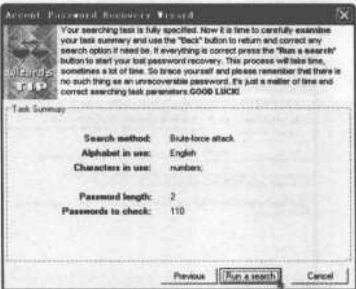 Accent Password Recovery Wizard
Your searching task is fully specified. Now it is time to carefully examine
your task summary and use the "Back" button to return and correct any
search option if need be. If everything is correct press the "Run a search"
button to start your lost password recovery. This process will take time,
sometimes a lot of time. So brace yourself and please remember that there is
no such thing as an unrecoverable password. It's just a matter of time and
correct searching task parameters.GOOD LUCK!
Wizard's
TIP
Task Summary
Search method: Brute-force attack.
Alphabet in use: English
Characters in use: numbers;
Password length: 2
Passwords to check: 110
Previous
Run a search
Cancel